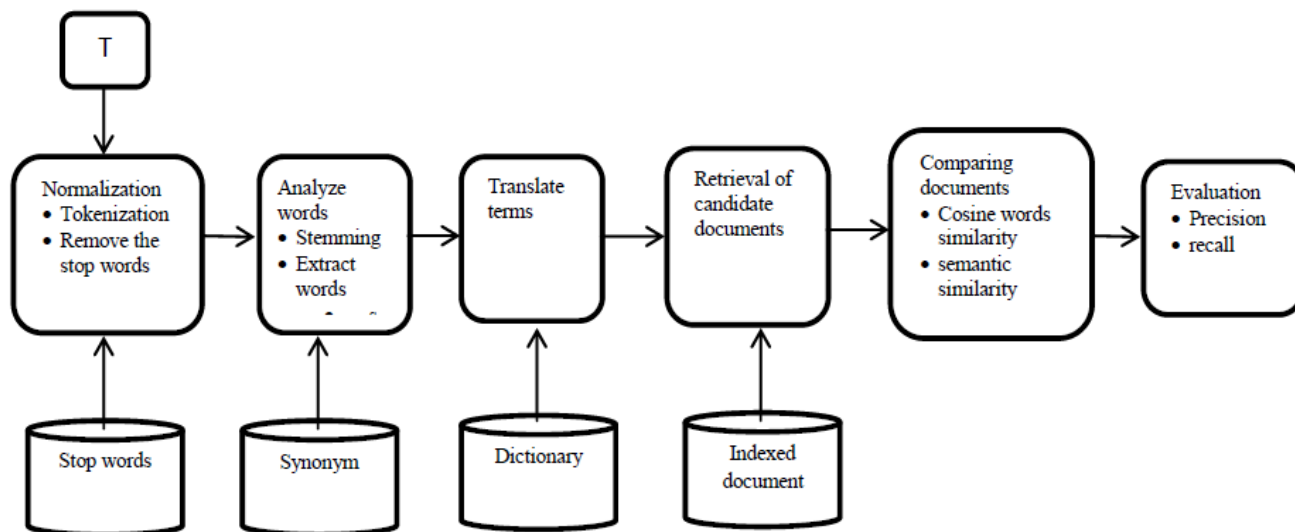 T
Normalization
• Tokenization
• Remove the
stop words
Analyze
words
• Stemming
• Extract
words
Translate
terms
Retrieval of
candidate
documents
Comparing
documents
• Cosine words
similarity
• semantic
similarity
Evaluation
• Precision
• recall
Stop words
Synonym
Dictionary
Indexed
document